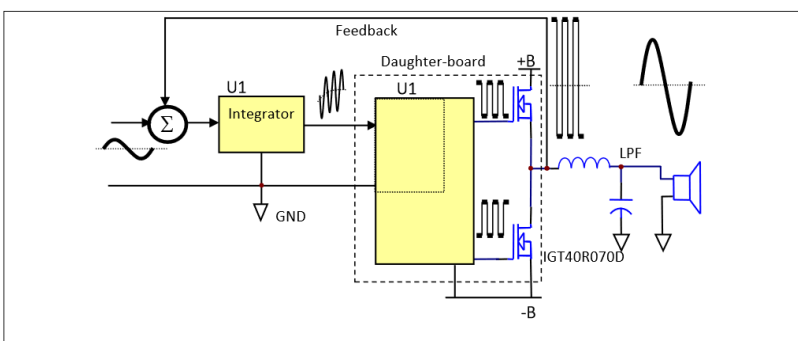 Feedback
Daughter-board
+B
U1
Integrator
U1
Σ
LPF
GND
IGT40R070D
-B